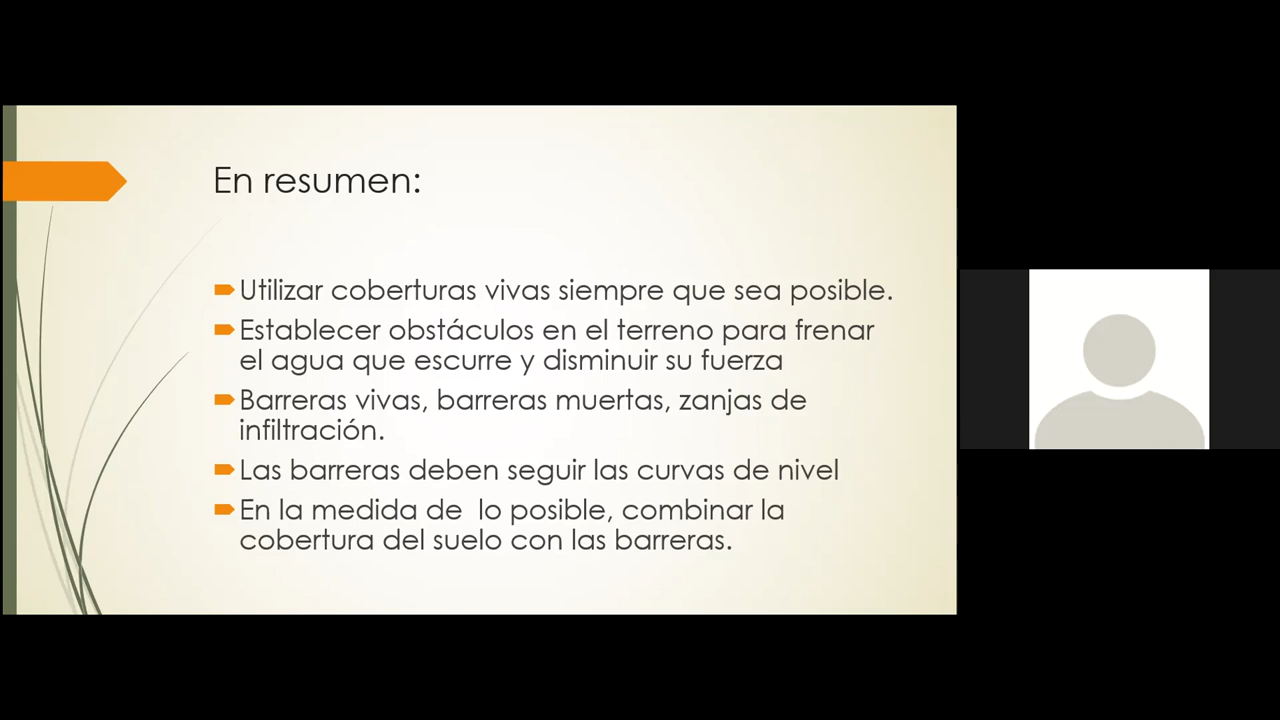 En resumen:
Utilizar coberturas vivas siempre que sea posible.
Establecer obstáculos en el terreno para frenar
el agua que escurre y disminuir su fuerza
Barreras vivas, barreras muertas, zanjas de
infiltración.
Las barreras deben seguir las curvas de nivel
En la medida de  lo posible, combinar la
cobertura del suelo con las barreras.